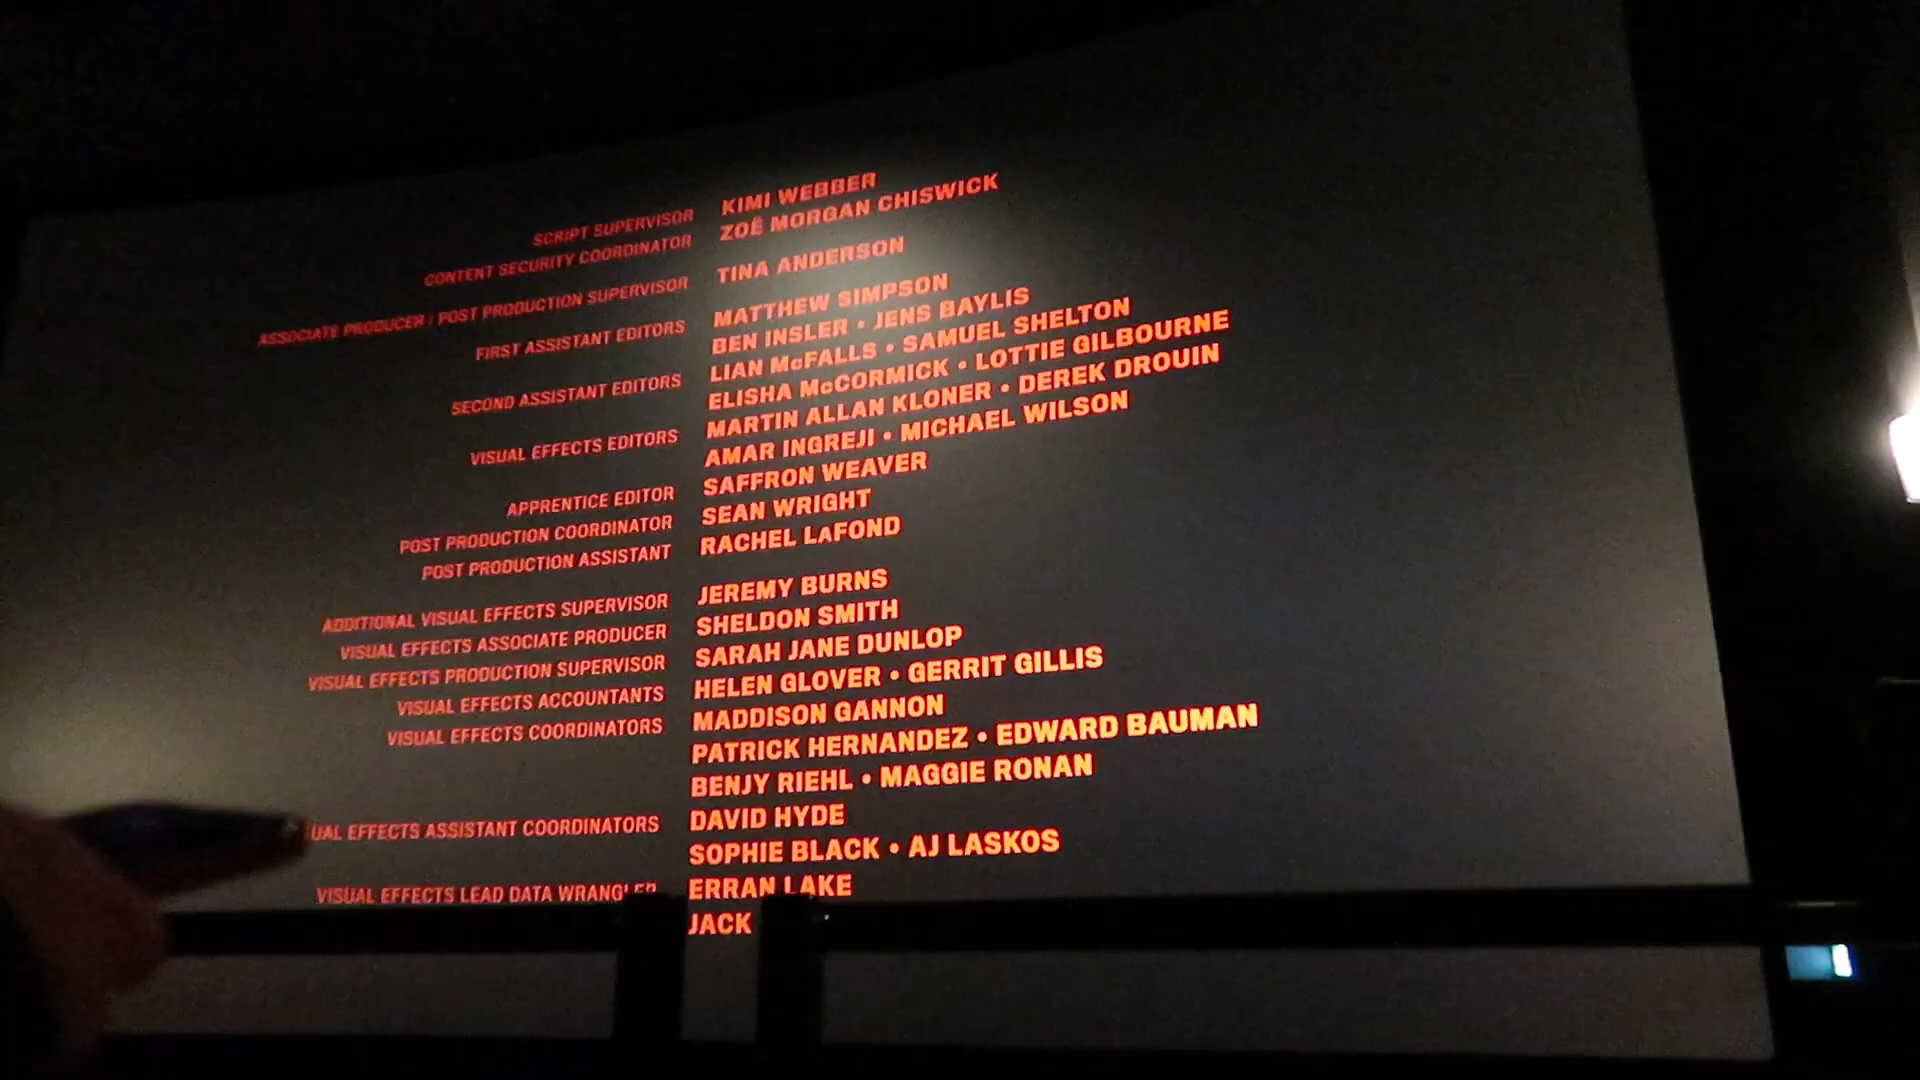 SCRIPT SUPERVISOR KIMI WEBBER
CONTENT SECURITY COORDINATOR ZOË MORGAN CHISWICK
ASSOCIATE PRODUCER / POST PRODUCTION SUPERVISOR TINA ANDERSON
FIRST ASSISTANT EDITORS MATTHEW SIMPSON
BEN INSLER • JENS BAYLIS
SECOND ASSISTANT EDITORS LIAN McFALLS • SAMUEL SHELTON
ELISHA McCORMICK • LOTTIE GILBOURNE
VISUAL EFFECTS EDITORS MARTIN ALLAN KLONER • DEREK DROUIN
AMAR INGREJI • MICHAEL WILSON
APPRENTICE EDITOR SAFFRON WEAVER
POST PRODUCTION COORDINATOR SEAN WRIGHT
POST PRODUCTION ASSISTANT RACHEL LAFOND
ADDITIONAL VISUAL EFFECTS SUPERVISOR JEREMY BURNS
VISUAL EFFECTS ASSOCIATE PRODUCER SHELDON SMITH
VISUAL EFFECTS PRODUCTION SUPERVISOR SARAH JANE DUNLOP
VISUAL EFFECTS ACCOUNTANTS HELEN GLOVER • GERRIT GILLIS
VISUAL EFFECTS COORDINATORS MADDISON GANNON
PATRICK HERNANDEZ • EDWARD BAUMAN
BENJY RIEHL • MAGGIE RONAN
UAL EFFECTS ASSISTANT COORDINATORS DAVID HYDE
SOPHIE BLACK • AJ LASKOS
VISUAL EFFECTS LEAD DATA WRANGLER ERRAN LAKE
JACK